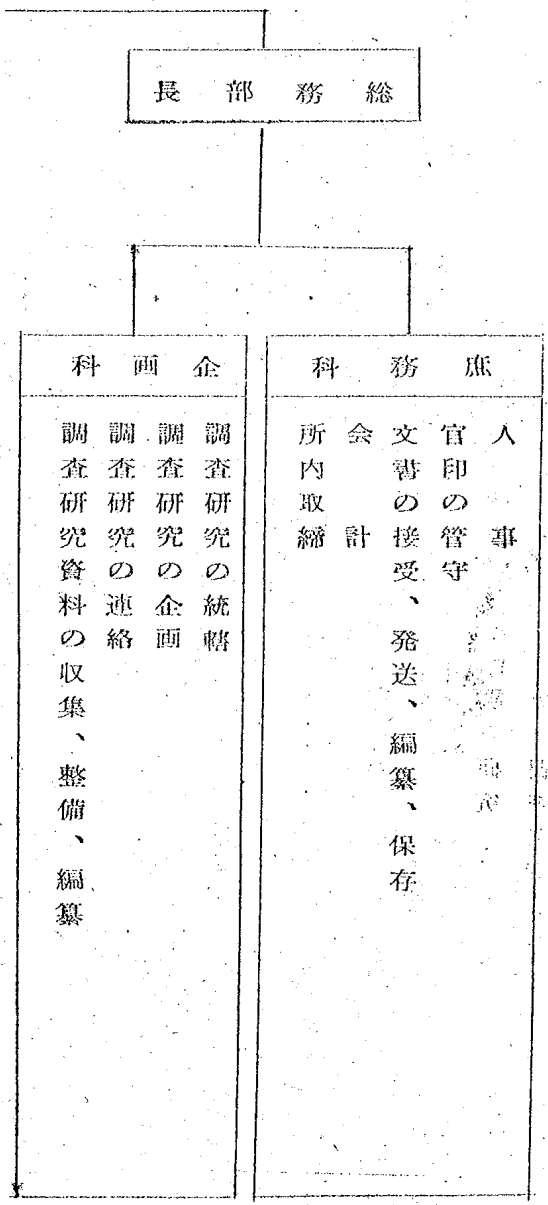 総務部長
庶務科
人事
官印の管守
文書の接受、発送、編纂、保存
会計
所内取締
企画科
調査研究の統轄
調査研究の企画
調査研究の連絡
調査研究資料の収集、整備、編纂